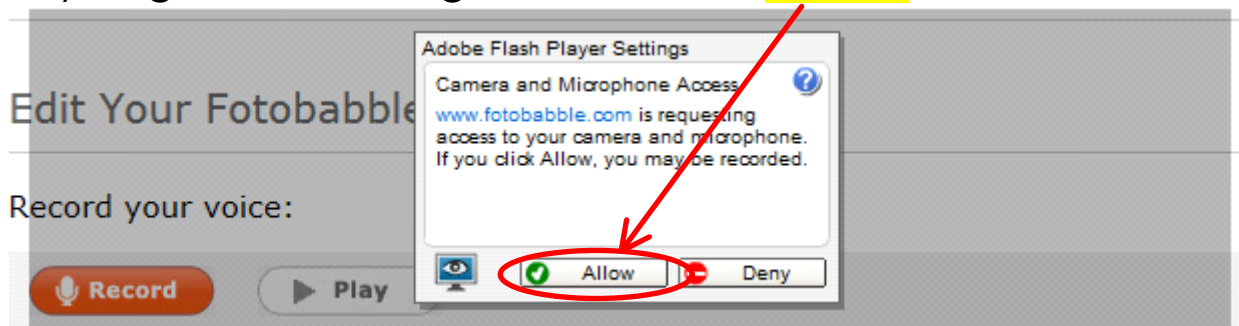 Adobe Flash Player Settings
Camera and Microphone Access
Edit Your Fotobabble
www.fotobabble.com is requesting
access to your camera and microphone.
If you click Allow, you may be recorded.
Record your voice:
Allow
Deny
Record
Play